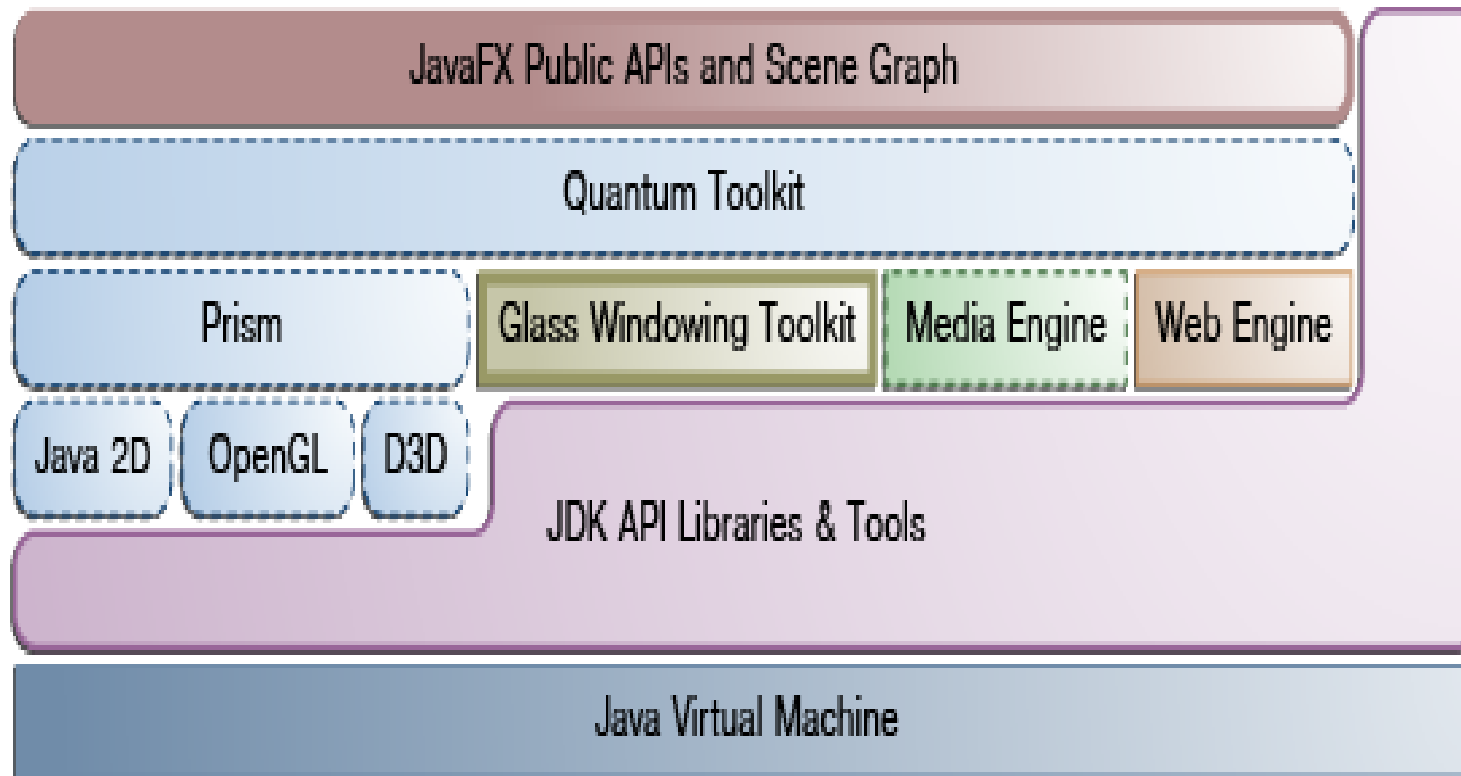 JavaFX Public APIs and Scene Graph
Quantum Toolkit
Prism
Glass Windowing Toolkit
Media Engine
Web Engine
Java 2D
OpenGL
D3D
JDK API Libraries & Tools
Java Virtual Machine